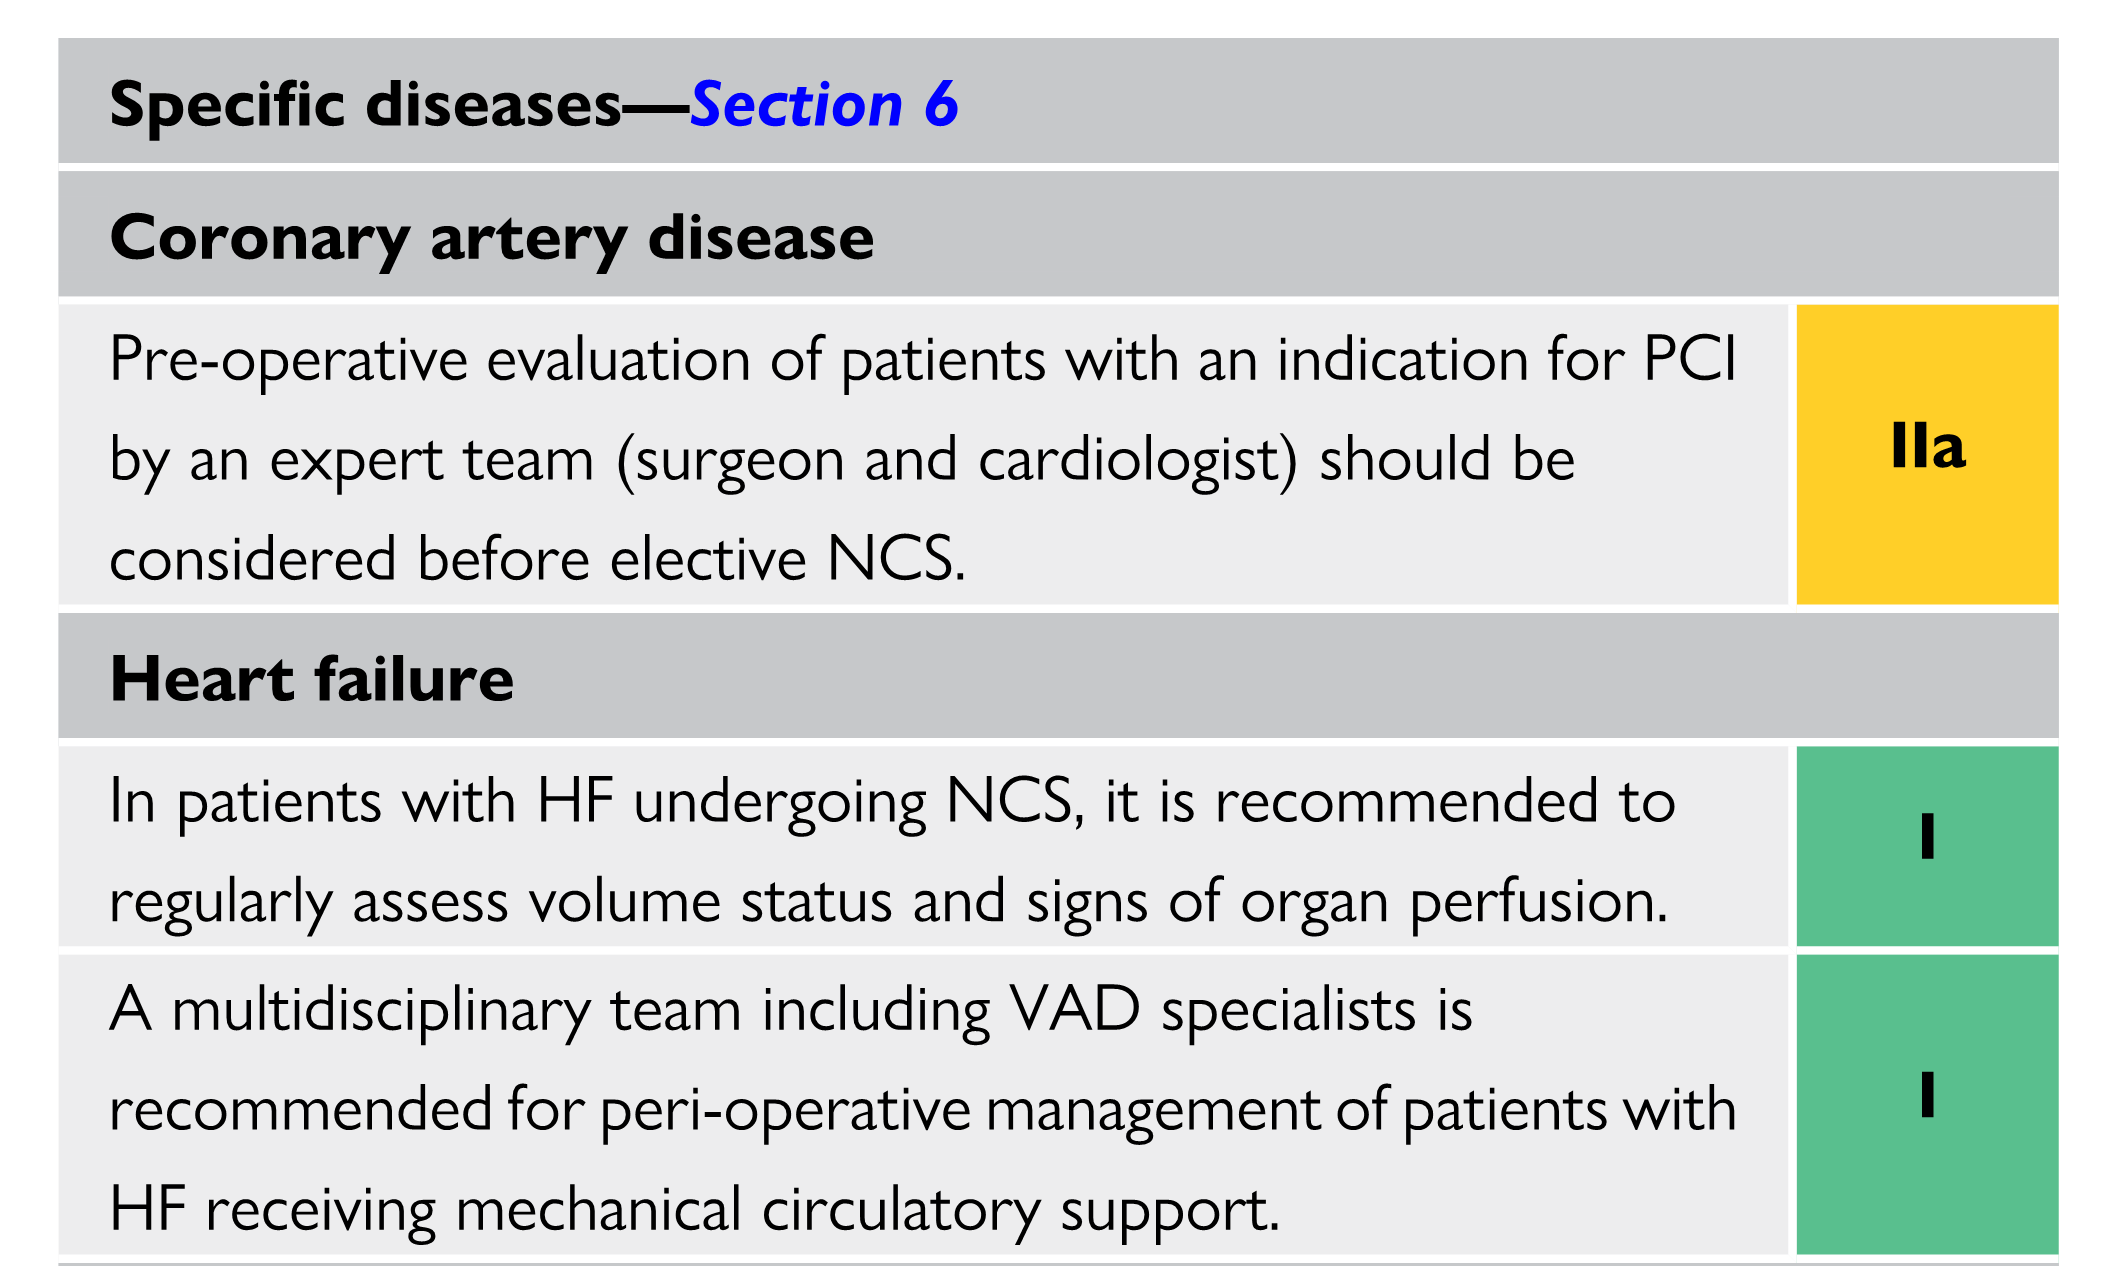 Specific diseases—Section 6
Coronary artery disease
Pre-operative evaluation of patients with an indication for PCI
by an expert team (surgeon and cardiologist) should be
considered before elective NCS.
IIa
Heart failure
In patients with HF undergoing NCS, it is recommended to
regularly assess volume status and signs of organ perfusion.
I
A multidisciplinary team including VAD specialists is
recommended for peri-operative management of patients with
HF receiving mechanical circulatory support.
I